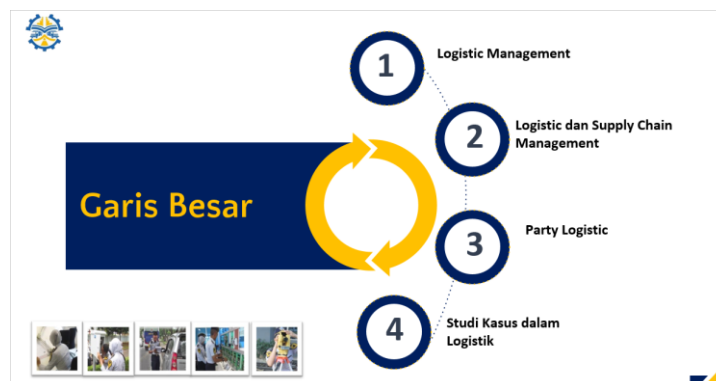 1
Logistic Management
2
Logistic dan Supply Chain
Management
Garis Besar
3
Party Logistic
4
Studi Kasus dalam
Logistik